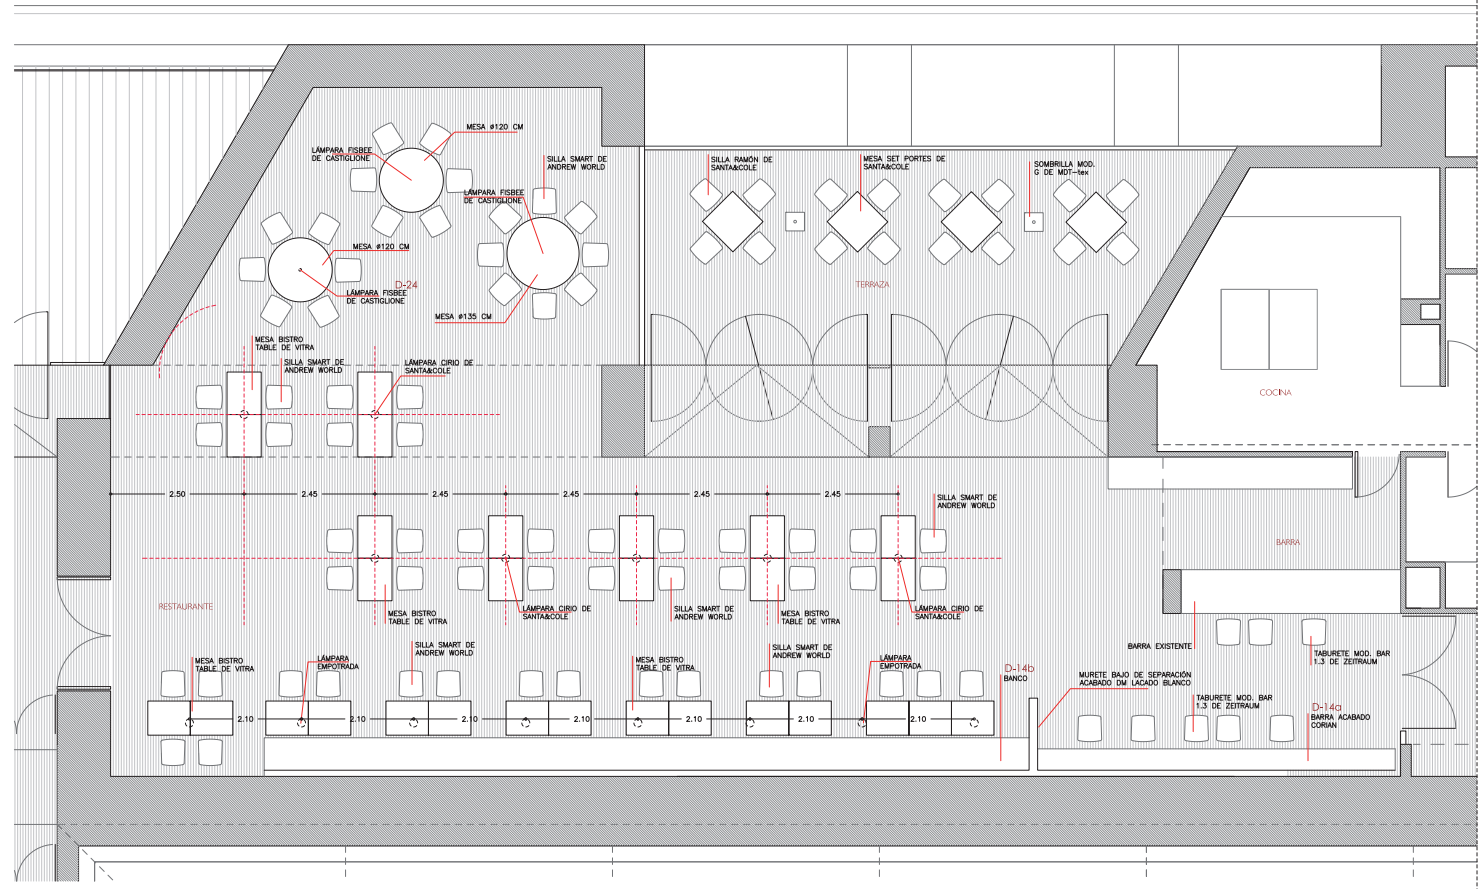 MESA ø120 CM
LÁMPARA FISBEE
DE CASTIGLIONE
SILLA SMART DE
ANDREW WORLD
LÁMPARA FISBEE
DE CASTIGLIONE
MESA ø120 CM
D-24
LÁMPARA FISBEE
DE CASTIGLIONE
MESA ø135 CM
SILLA RAMÓN DE
SANTA&COLE
MESA SET PORTES DE
SANTA&COLE
SOMBRILLA MOD.
G DE MDT-tex
TERRAZA
MESA BISTRO
TABLE DE VITRA
SILLA SMART DE
ANDREW WORLD
LÁMPARA CIRIO DE
SANTA&COLE
COCINA
2.50
2.45
2.45
2.45
2.45
2.45
SILLA SMART DE
ANDREW WORLD
BARRA
RESTAURANTE
MESA BISTRO
TABLE DE VITRA
LÁMPARA CIRIO DE
SANTA&COLE
SILLA SMART DE
ANDREW WORLD
MESA BISTRO
TABLE DE VITRA
LÁMPARA CIRIO DE
SANTA&COLE
MESA BISTRO
TABLE DE VITRA
LÁMPARA
EMPOTRADA
SILLA SMART DE
ANDREW WORLD
MESA BISTRO
TABLE DE VITRA
SILLA SMART DE
ANDREW WORLD
LÁMPARA
EMPOTRADA
D-14b
BANCO
BARRA EXISTENTE
TABURETE MOD. BAR
1.3 DE ZEITRAUM
MURETE BAJO DE SEPARACIÓN
ACABADO DM LACADO BLANCO
TABURETE MOD. BAR
1.3 DE ZEITRAUM
D-14a
BARRA ACABADO
CORIAN
2.10
2.10
2.10
2.10
2.10
2.10
2.10